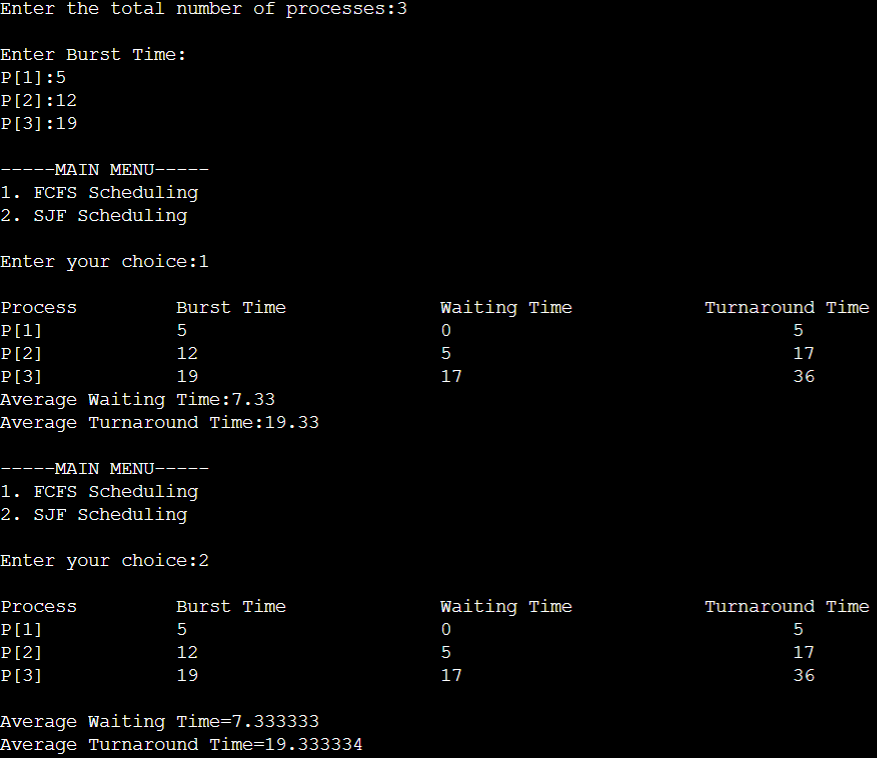 Enter the total number of processes:3
Enter Burst Time:
P[1]:5
P[2]:12
P[3]:19
-----MAIN MENU-----
1. FCFS Scheduling
2. SJF Scheduling
Enter your choice:1
Process Burst Time Waiting Time Turnaround Time
P[1] 5 0 5
P[2] 12 5 17
P[3] 19 17 36
Average Waiting Time:7.33
Average Turnaround Time:19.33
-----MAIN MENU-----
1. FCFS Scheduling
2. SJF Scheduling
Enter your choice:2
Process Burst Time Waiting Time Turnaround Time
P[1] 5 0 5
P[2] 12 5 17
P[3] 19 17 36
Average Waiting Time=7.333333
Average Turnaround Time=19.333334